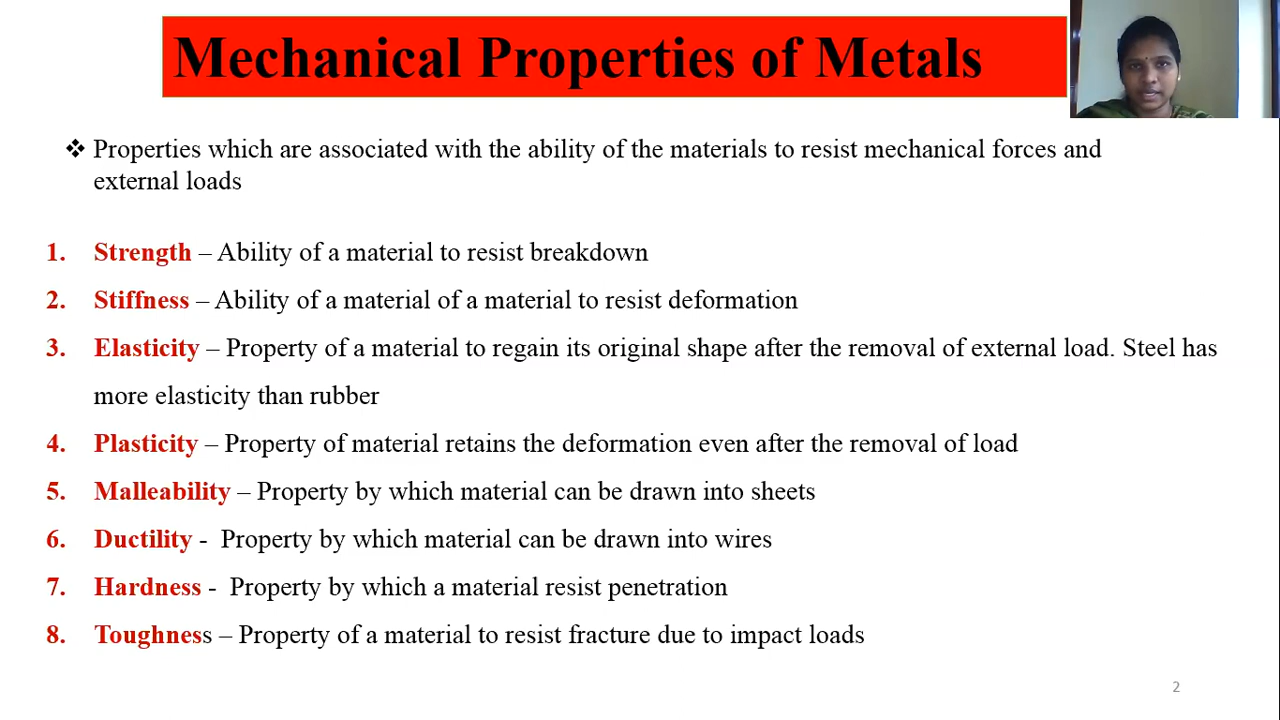 Mechanical Properties of Metals
❖ Properties which are associated with the ability of the materials to resist mechanical forces and
external loads
1. Strength – Ability of a material to resist breakdown
2. Stiffness – Ability of a material of a material to resist deformation
3. Elasticity – Property of a material to regain its original shape after the removal of external load. Steel has
more elasticity than rubber
4. Plasticity – Property of material retains the deformation even after the removal of load
5. Malleability – Property by which material can be drawn into sheets
6. Ductility - Property by which material can be drawn into wires
7. Hardness - Property by which a material resist penetration
8. Toughness – Property of a material to resist fracture due to impact loads
2